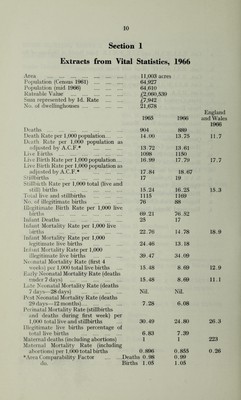 10
Section 1
Extracts from Vital Statistics, 1966
Area ... 11,003 acres
Population (Census 1961) ... 64,927
Population (mid 1966) ... 64,610
Rateable Value ... £2,060,539
Sum represented by 1d. Rate ... £7,942
No. of dwellinghouses ... 21,678
England
1965 1966 and Wales
1966
Deaths ... 904 889
Death Rate per 1,000 population ... 14.00 13.75 11.7
Death Rate per 1,000 population as
adjusted by A.C.F.* ... 13.72 13.61
Live Births ... 1098 1150
Live Birth Rate per 1,000 population ... 16.99 17.79 17.7
Live Birth Rate per 1,000 population as
adjusted by A.C.F.* ... 17.84 18.67
Stillbirths ... 17 19
Stillbirth Rate per 1,000 total (live and
still) births ... 15.24 16.25 15.3
Total live and stillbirths ... 1115 1169
No. of illegitimate births ... 76 88
Illegitimate Birth Rate per 1,000 live
births ... 69.21 76.52
Infant Deaths ... 25 17
Infant Mortality Rate per 1,000 live
births ... 22.76 14.78 18.9
Infant Mortality Rate per 1,000
legitimate live births ... 24.46 13.18
Infant Mortality Rate per 1,000
illegitimate live births ... 39.47 34.09
Neonatal Mortality Rate (first 4
weeks) per 1,000 total live births ... 15.48 8.69 12.9
Early Neonatal Mortality Rate (deaths
under 7 days) ... 15.48 8.69 11.1
Late Neonatal Mortality Rate (deaths
7 days—28 days) ... Nil. Nil.
Post Neonatal Mortality Rate (deaths
29 days—12 months) ... 7.28 6.08
Perinatal Mortality Rate (stillbirths
and deaths during first week) per
1,000 total live and stillbirths ... 30.49 24.80 26.3
Illegitimate live births percentage of
total live births ... 6.83 7.39
Maternal deaths (including abortions) 1 1 223
Maternal Mortality Rate (including
abortions) per 1,000 total births ... 0.896 0.855 0.26
*Area Comparability Factor ... Deaths 0.98 0.99
do. Births 1.05 1.05